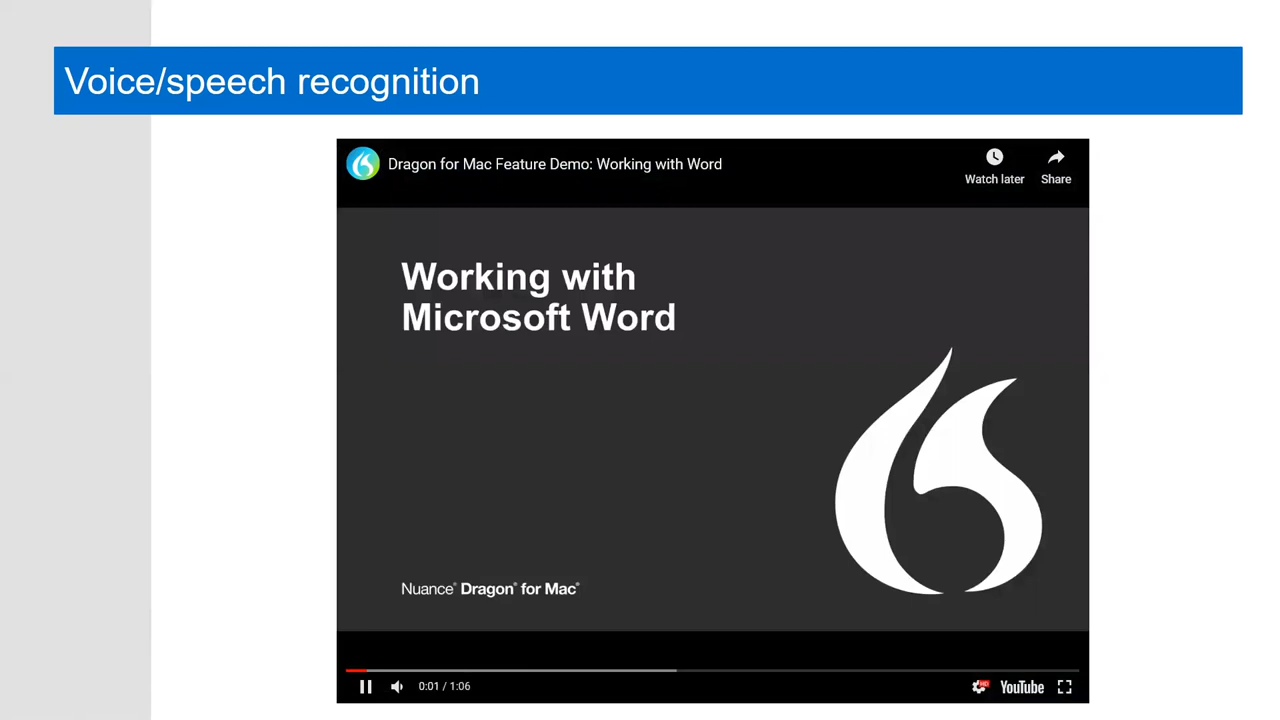 Voice/speech recognition
Dragon for Mac Feature Demo: Working with Word
Watch later
Share
Working with
Microsoft Word
Nuance® Dragon® for Mac®
0:01 / 1:06
HD
YouTube